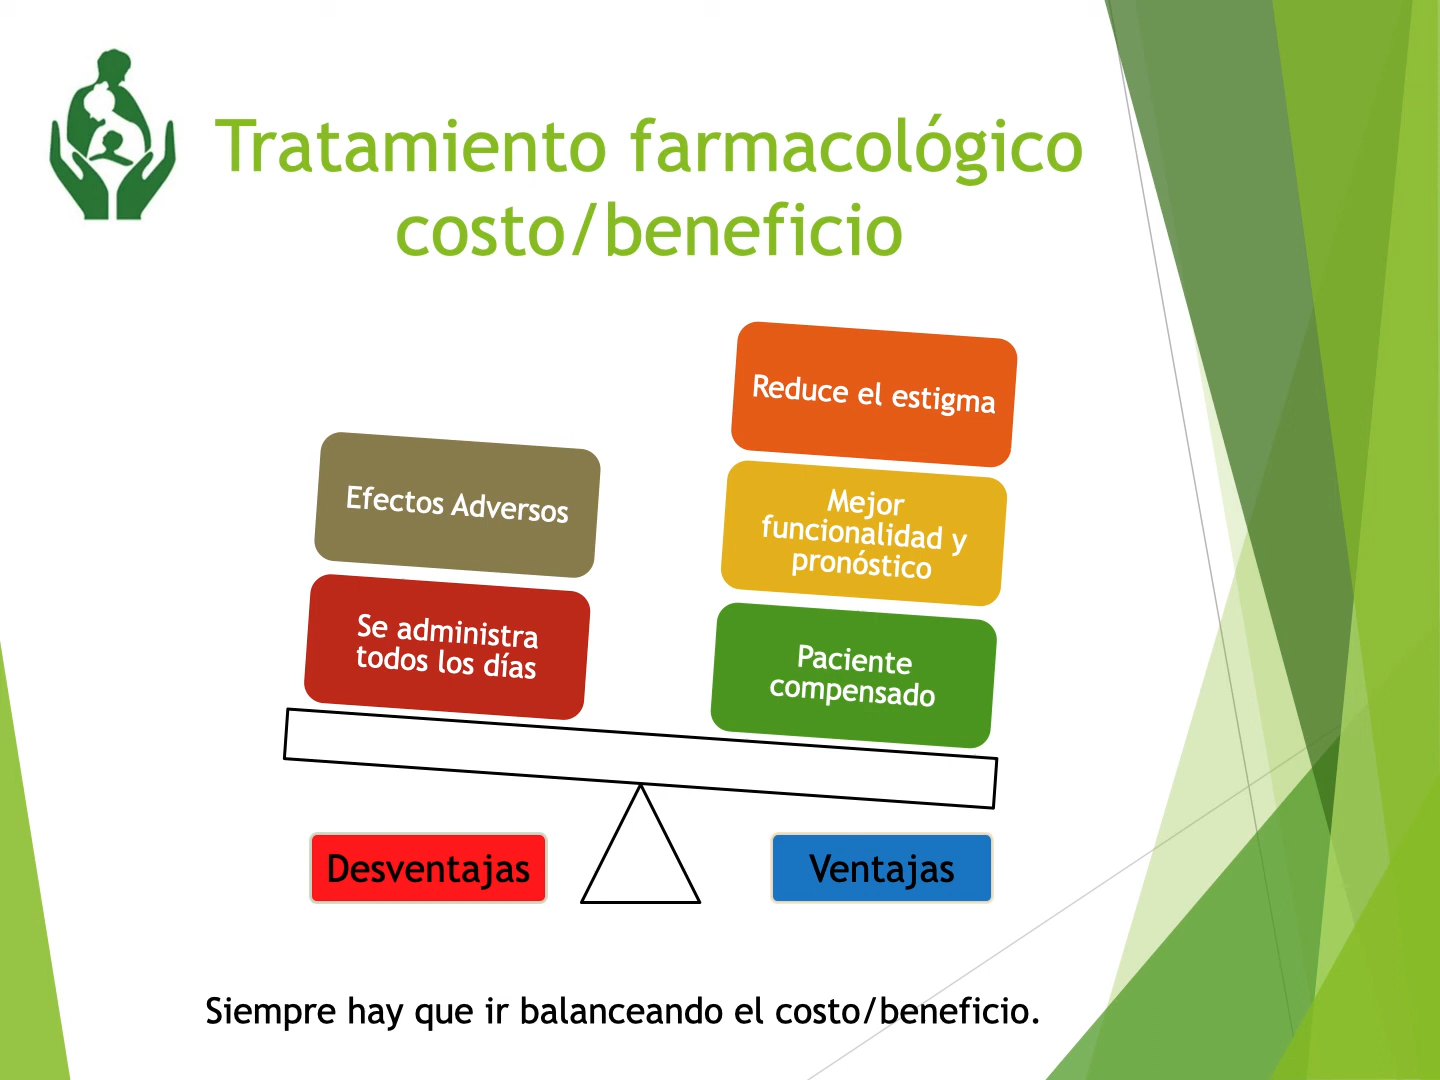 Tratamiento farmacológico
costo/beneficio
Efectos Adversos
Se administra
todos los días
Reduce el estigma
Mejor
funcionalidad y
pronóstico
Paciente
compensado
Desventajas
Ventajas
Siempre hay que ir balanceando el costo/beneficio.